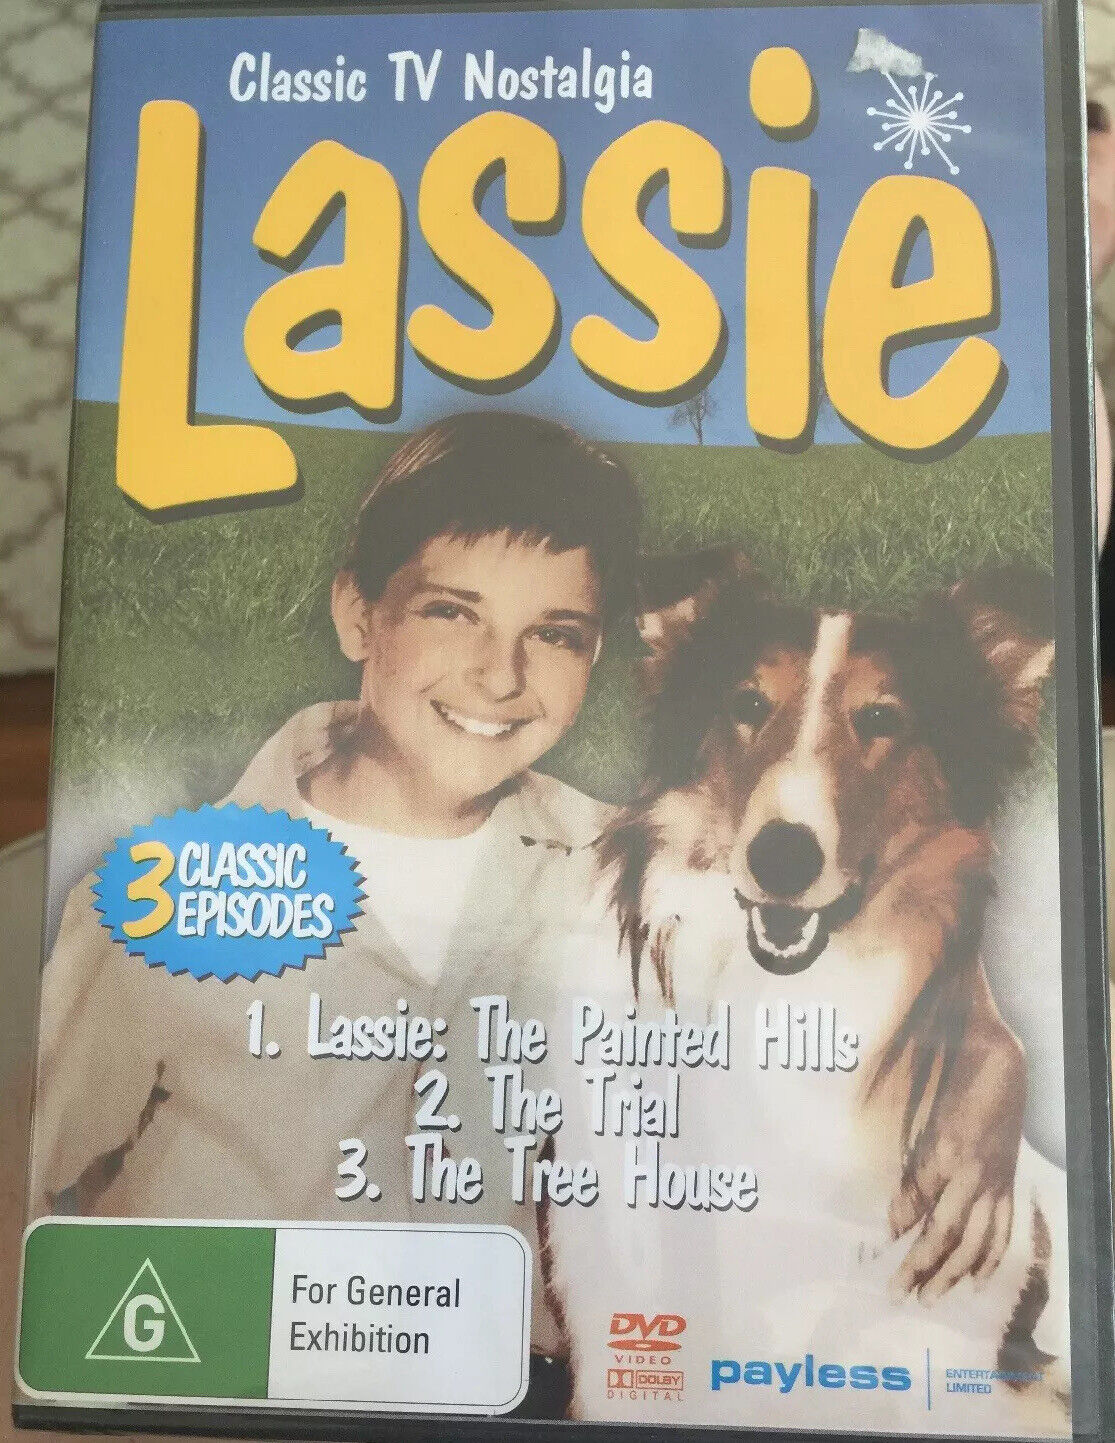 Classic TV Nostalgia
Lassie
3 CLASSIC
EPISODES
1. Lassie: The Painted Hills
2. The Trial
3. The Tree House
G
For General
Exhibition
DVD
VIDEO
DOLBY
DIGITAL
payless
ENTERTAINMENT
LIMITED